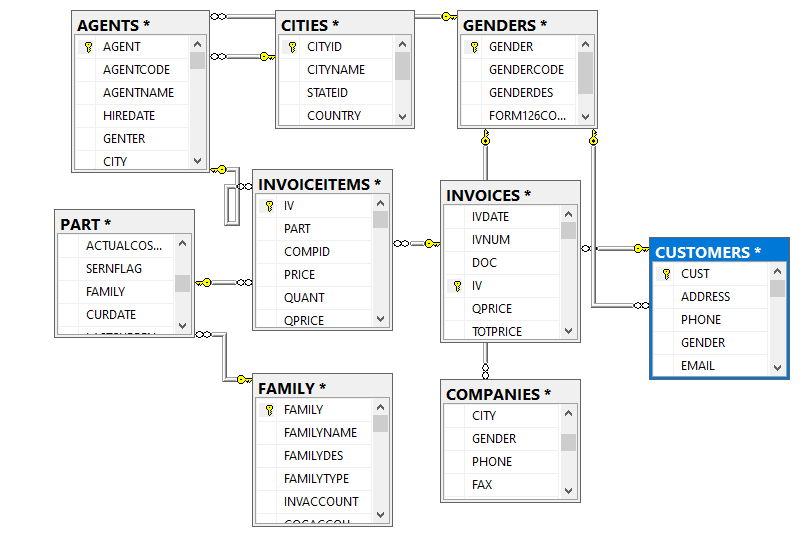 AGENTS *
AGENT
AGENTCODE
AGENTNAME
HIREDATE
GENTER
CITY
CITIES *
CITYID
CITYNAME
STATEID
COUNTRY
GENDERS *
GENDER
GENDERCODE
GENDERDES
FORM126CO...
PART *
ACTUALCOS...
SERNFLAG
FAMILY
CURDATE
INVOICEITEMS *
IV
PART
COMPID
PRICE
QUANT
QPRICE
INVOICES *
IVDATE
IVNUM
DOC
IV
QPRICE
TOTPRICE
CUSTOMERS *
CUST
ADDRESS
PHONE
GENDER
EMAIL
FAMILY *
FAMILY
FAMILYNAME
FAMILYDES
FAMILYTYPE
INVACCOUNT
COMPANIES *
CITY
GENDER
PHONE
FAX